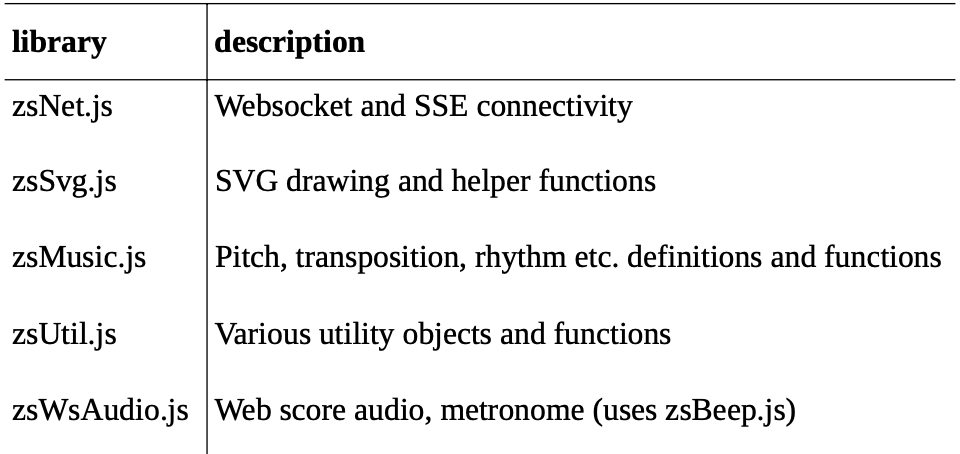 library description
zsNet.js Websocket and SSE connectivity
zsSvg.js SVG drawing and helper functions
zsMusic.js Pitch, transposition, rhythm etc. definitions and functions
zsUtil.js Various utility objects and functions
zsWsAudio.js Web score audio, metronome (uses zsBeep.js)